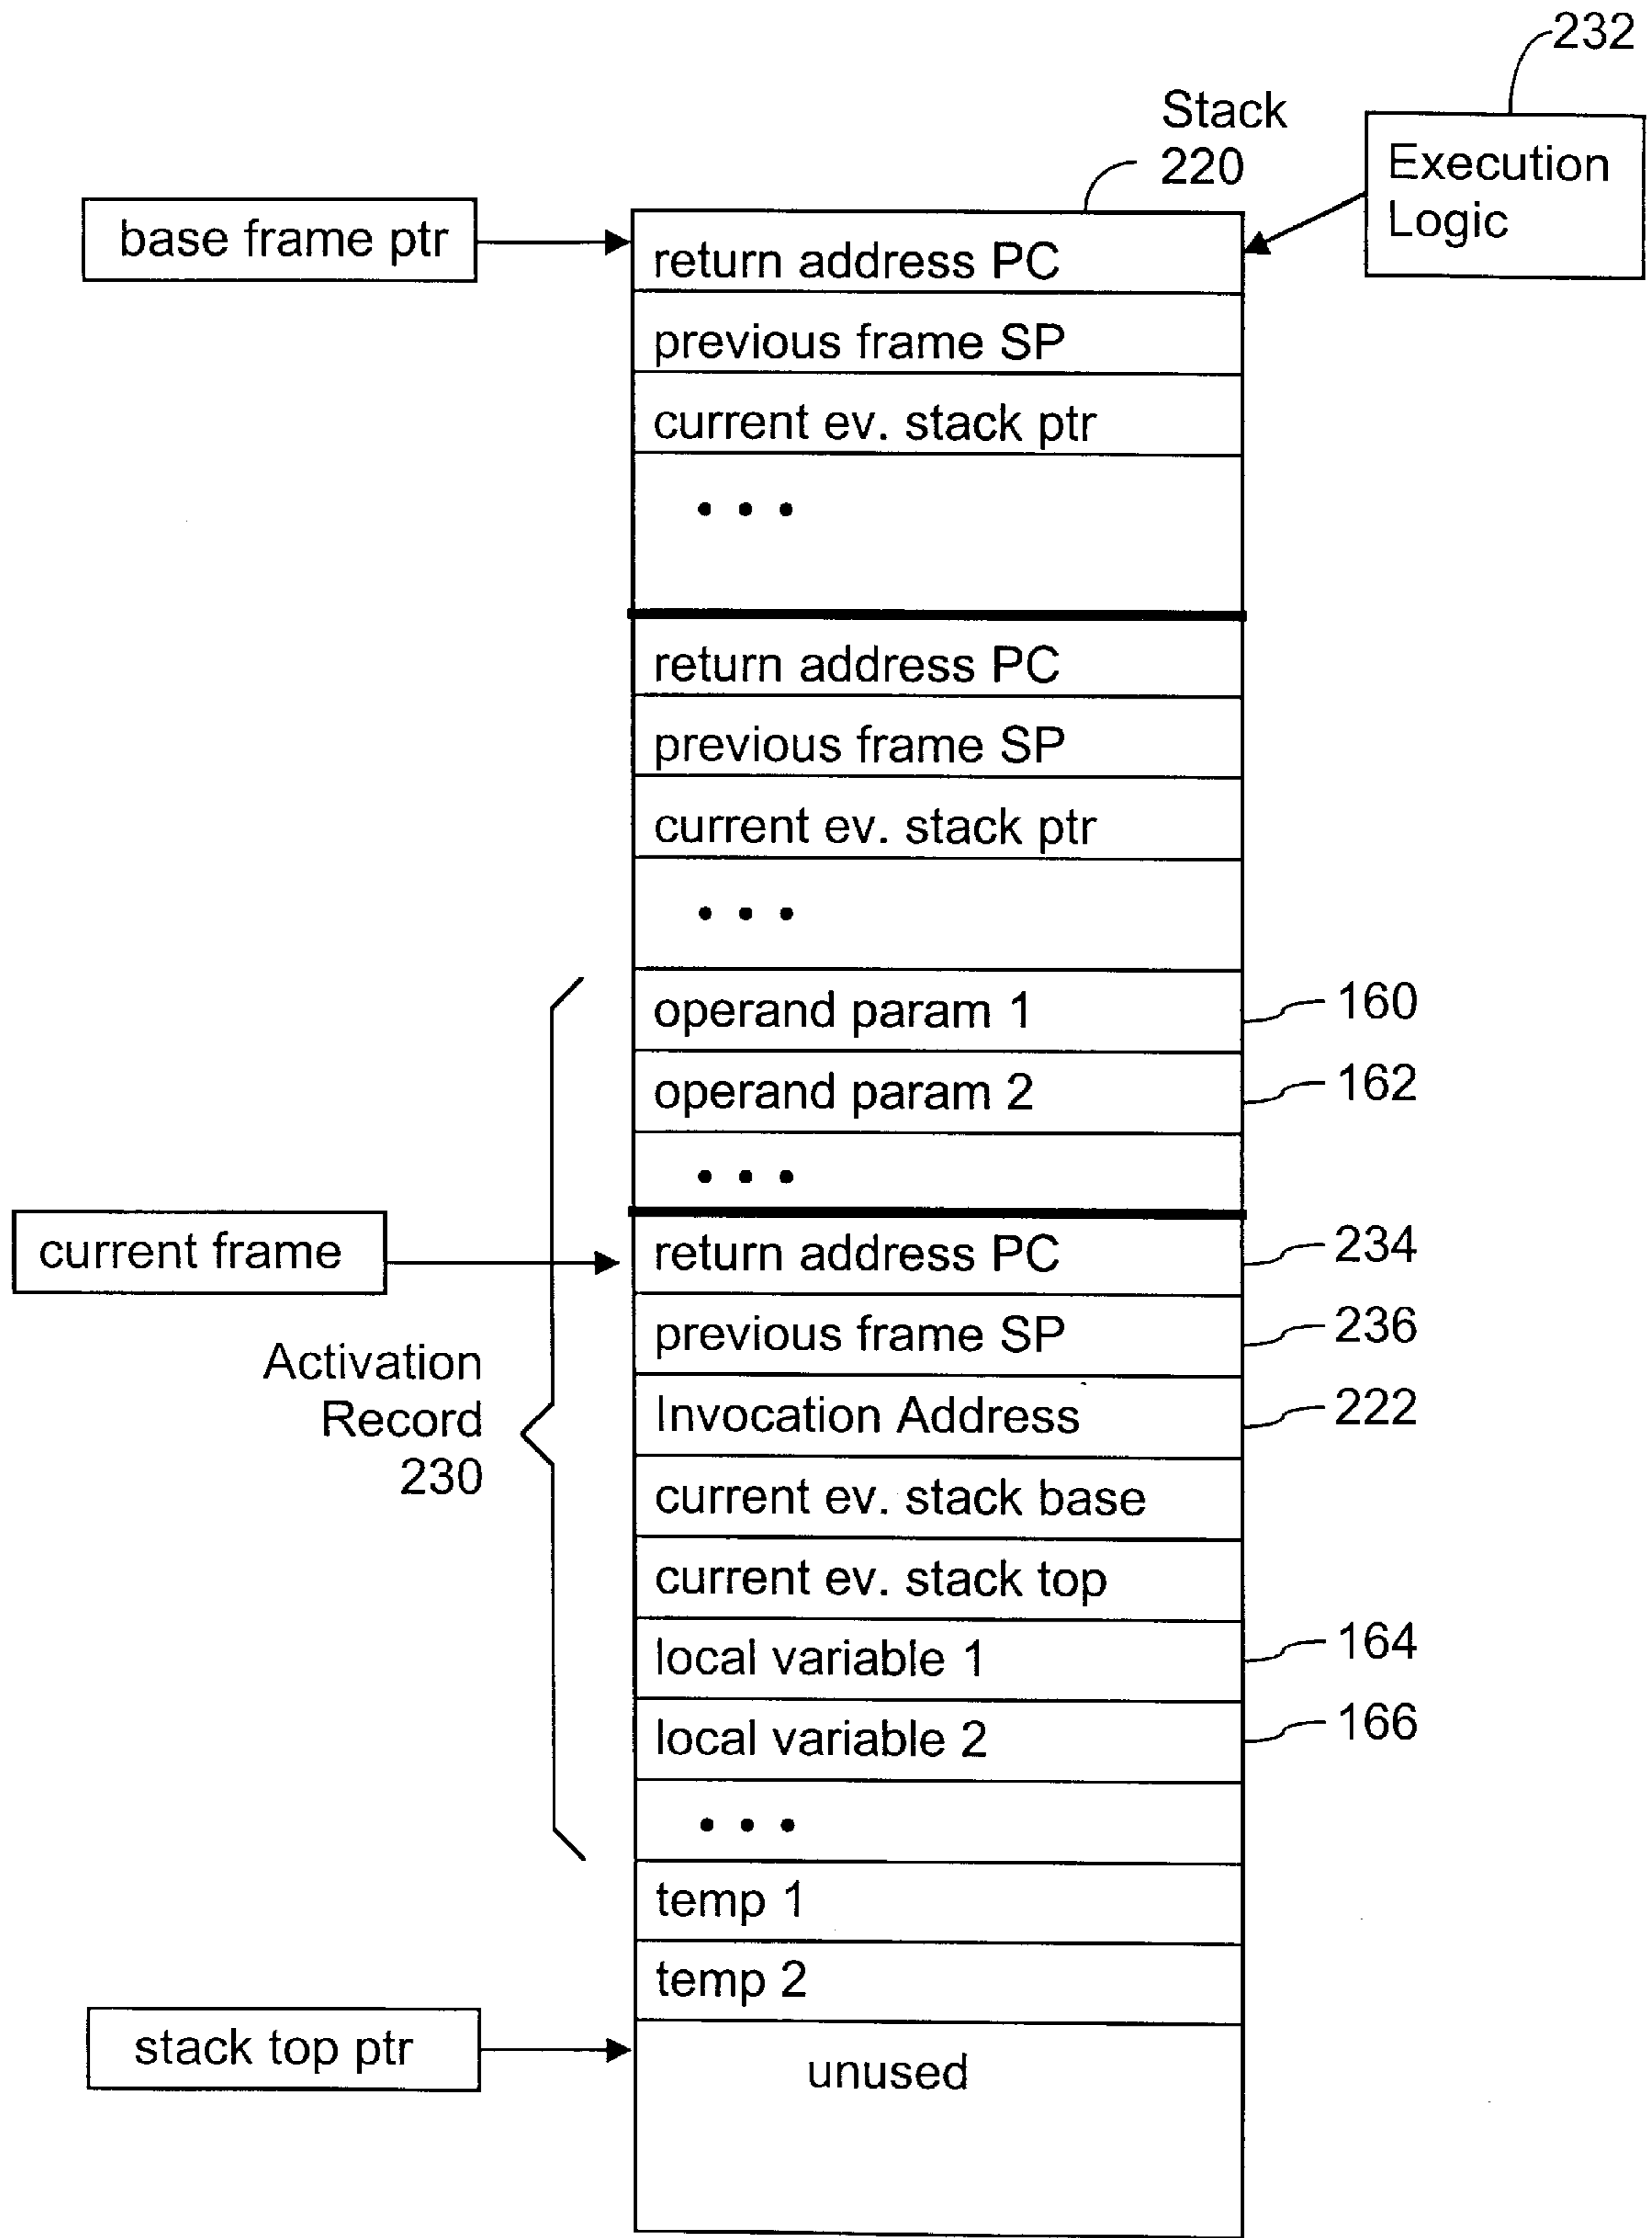 232
Stack
220
Execution
Logic
base frame ptr
return address PC
previous frame SP
current ev. stack ptr
• • •
return address PC
previous frame SP
current ev. stack ptr
• • •
operand param 1
160
operand param 2
162
• • •
current frame
return address PC
234
previous frame SP
236
Activation
Record
230
Invocation Address
222
current ev. stack base
current ev. stack top
local variable 1
164
local variable 2
166
• • •
temp 1
temp 2
stack top ptr
unused